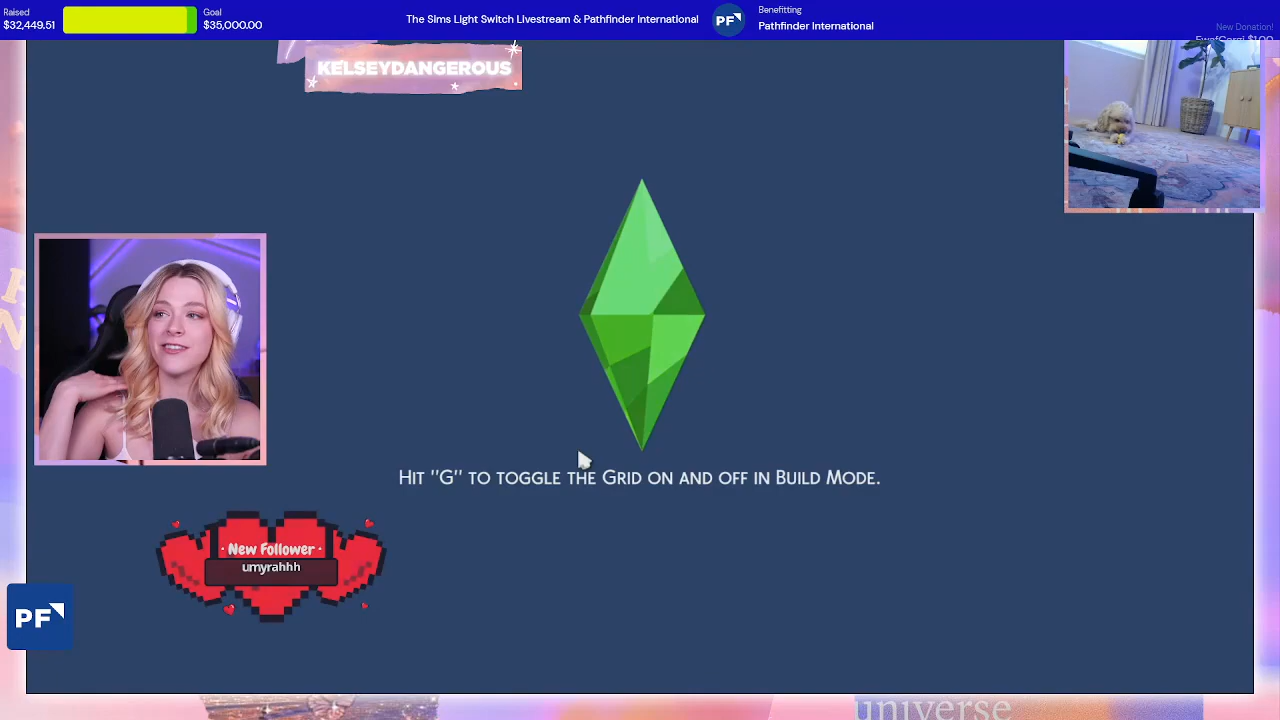 Raised
$32,449.51
Goal
$35,000.00
The Sims Light Switch Livestream & Pathfinder International
PF
Benefitting
Pathfinder International
New Donation!
KELSEYDANGEROUS
Hit "G" to toggle the Grid on and off in Build Mode.
· New Follower ·
umyrahhh
PF
universe